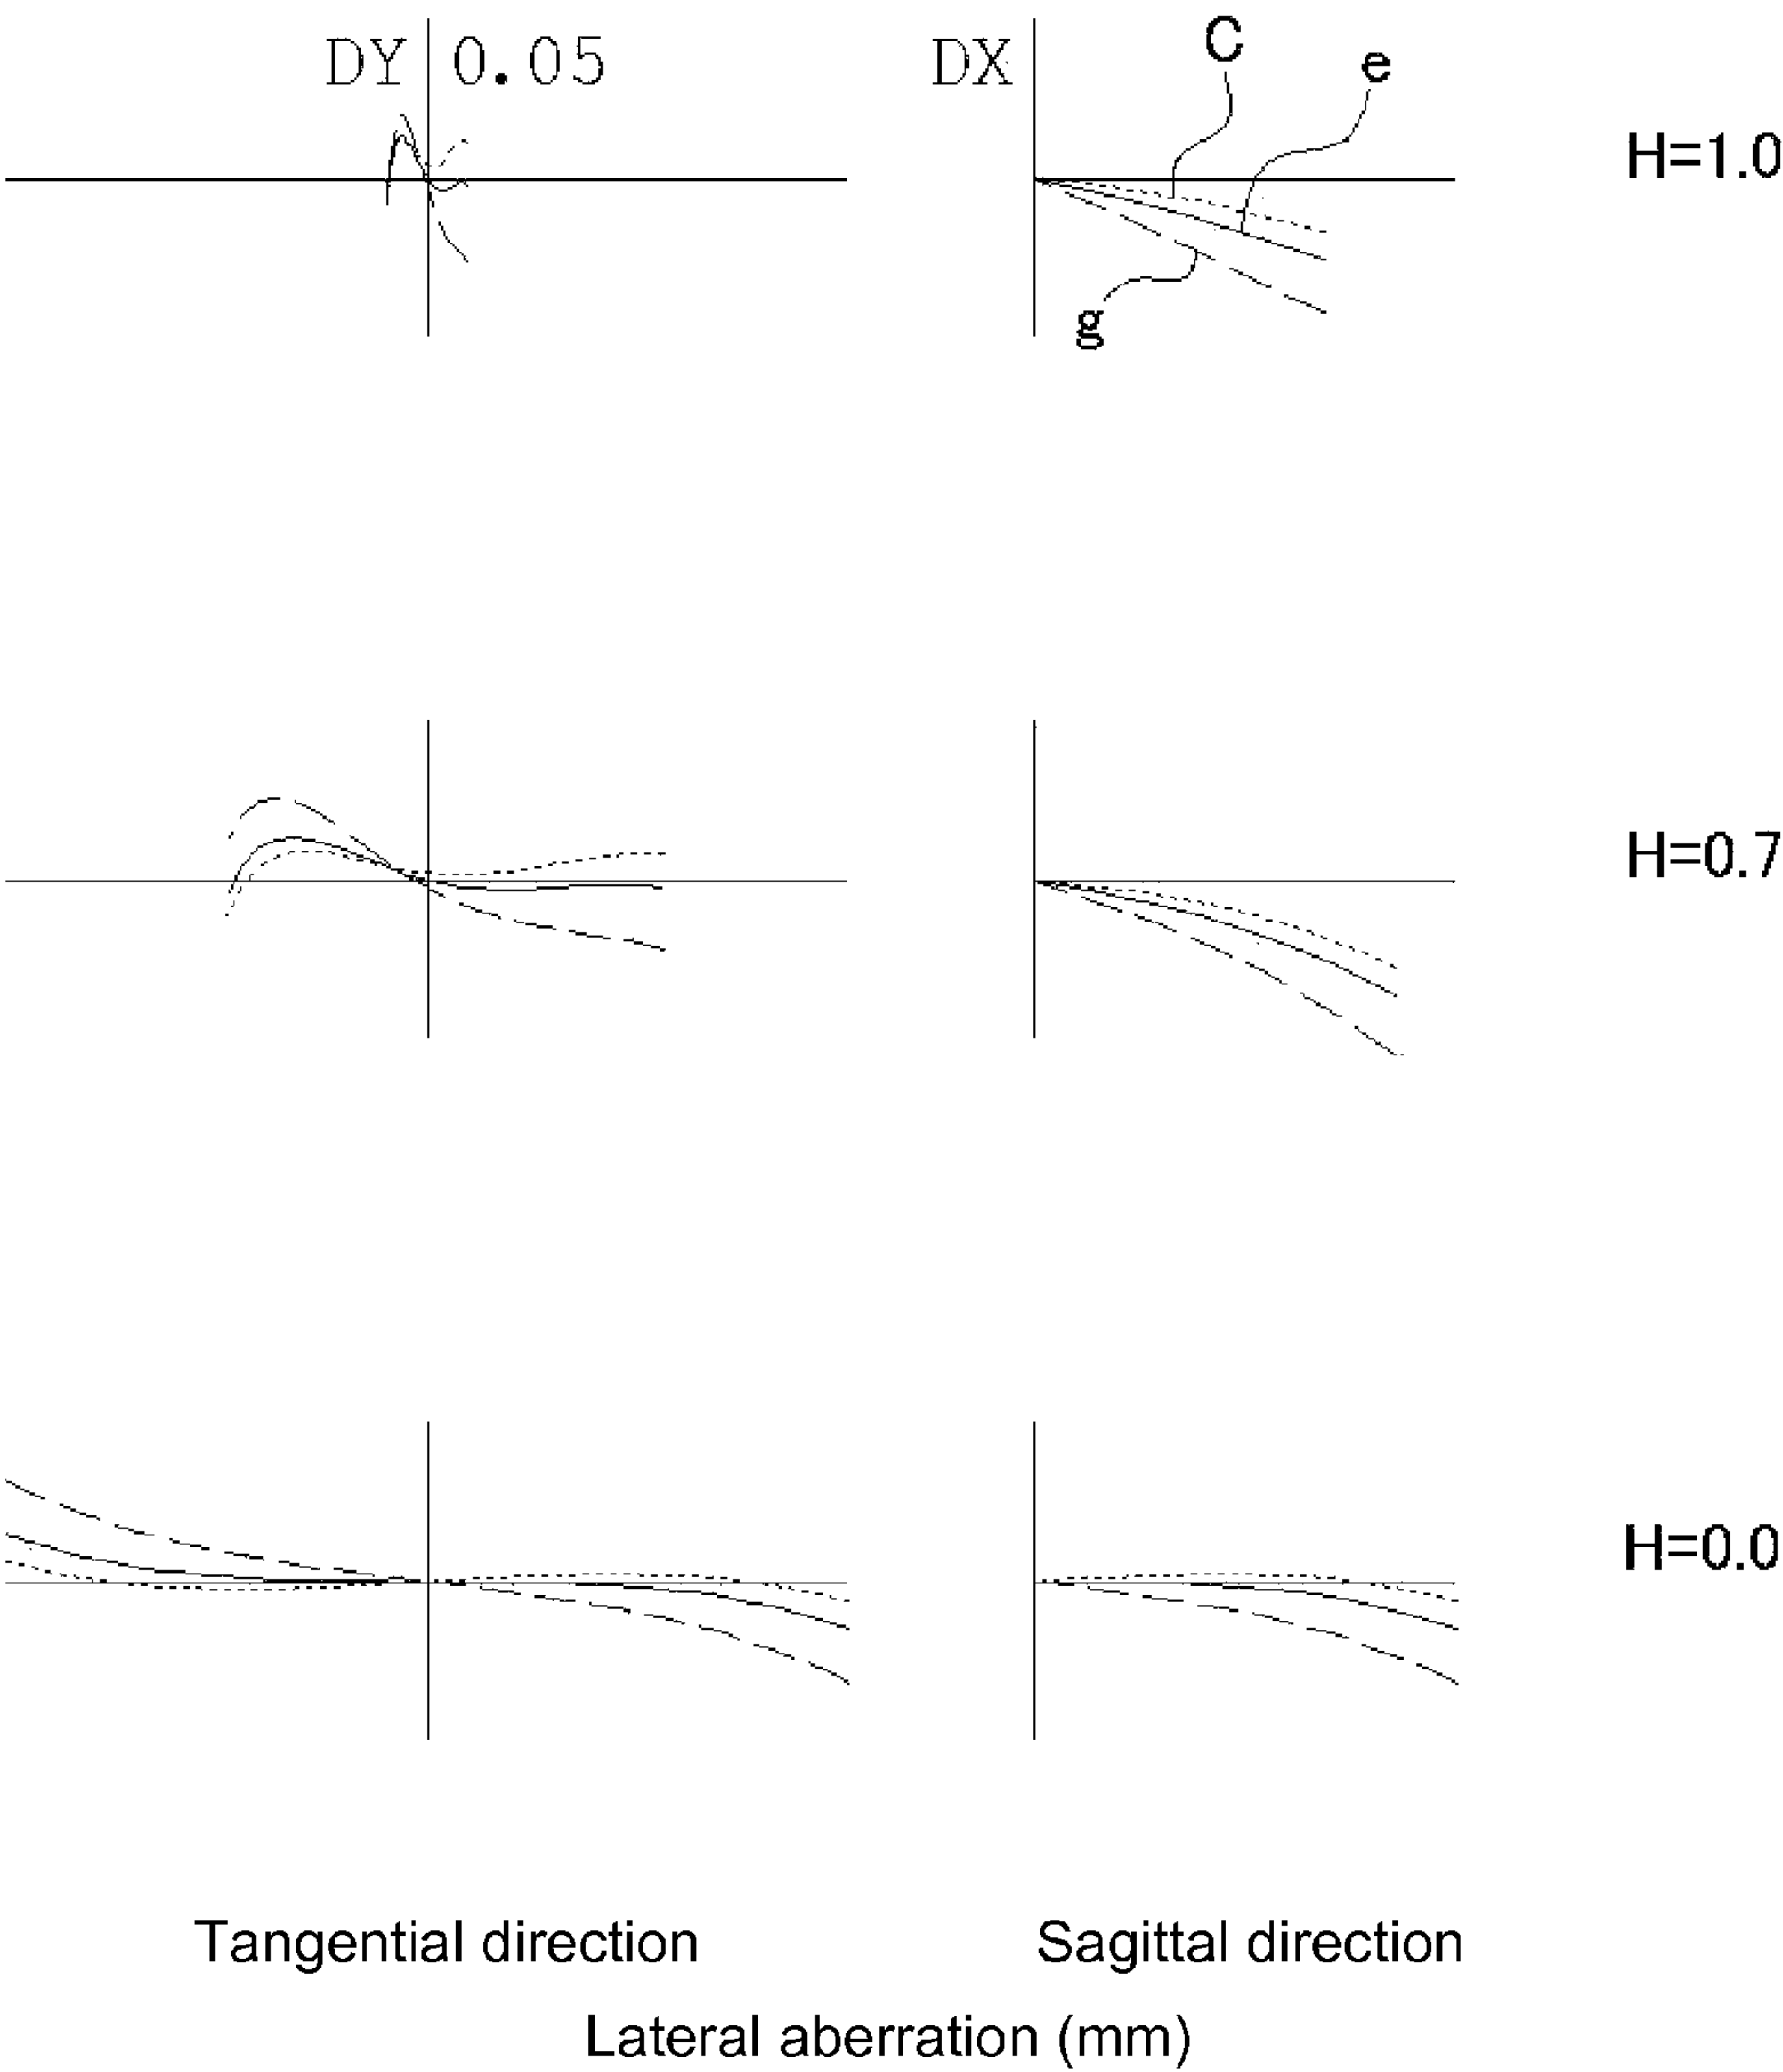 DY 0.05 DX C e
H=1.0
g
H=0.7
H=0.0
Tangential direction Sagittal direction
Lateral aberration (mm)